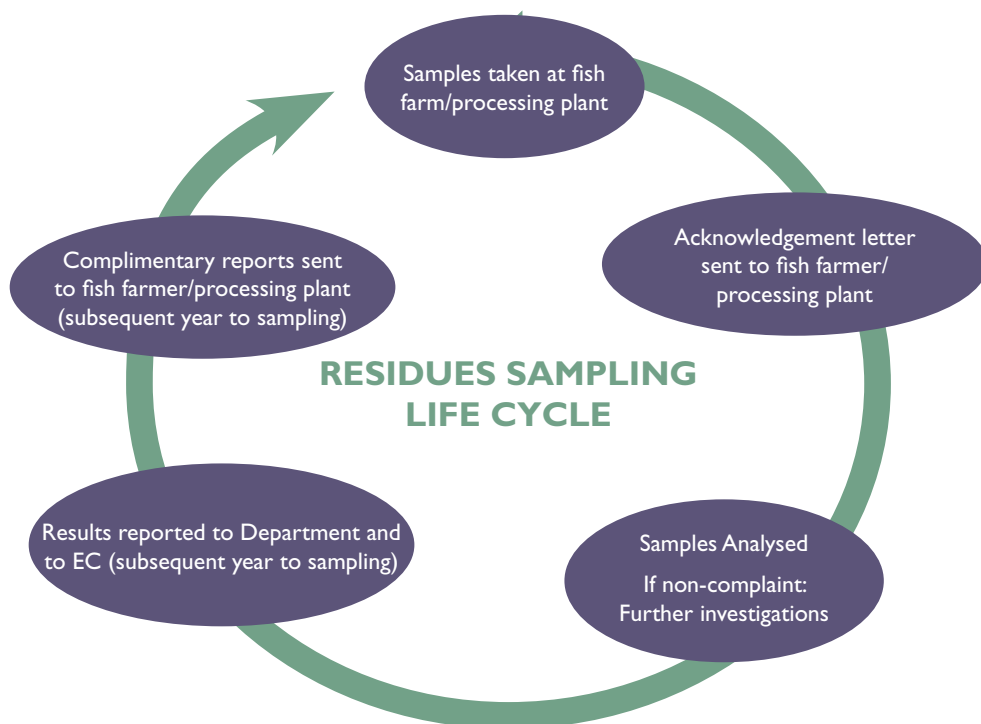 Samples taken at fish
farm/processing plant
Acknowledgement letter
sent to fish farmer/
processing plant
Samples Analysed
If non-complaint:
Further investigations
Results reported to Department and
to EC (subsequent year to sampling)
Complimentary reports sent
to fish farmer/processing plant
(subsequent year to sampling)
RESIDUES SAMPLING
LIFE CYCLE